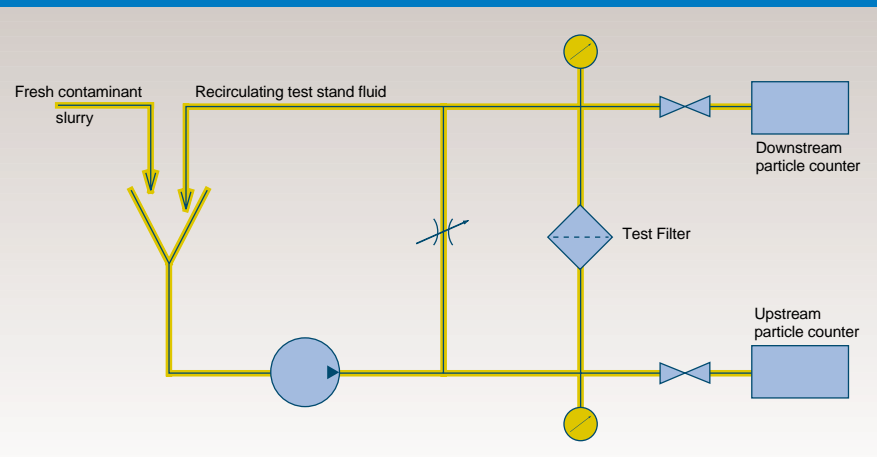 Fresh contaminant
slurry
Recirculating test stand fluid
Downstream
particle counter
Test Filter
Upstream
particle counter